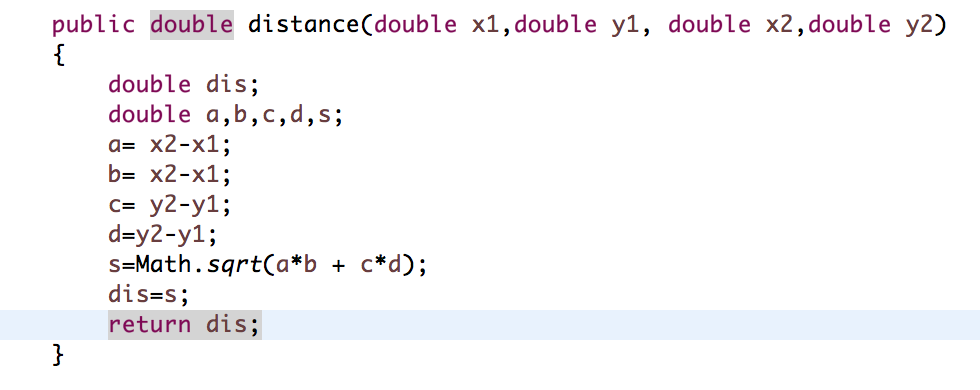 public double distance(double x1,double y1, double x2,double y2)
{
double dis;
double a,b,c,d,s;
a= x2-x1;
b= x2-x1;
c= y2-y1;
d=y2-y1;
s=Math.sqrt(a*b + c*d);
dis=s;
return dis;
}